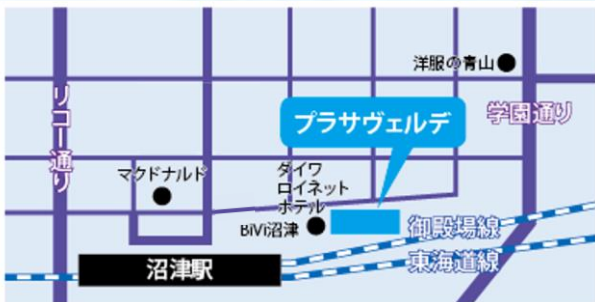 洋服の青山
リコー通り
プラサヴェルデ
学園通り
マクドナルド
ダイワ
ロイネット
ホテル
BiVi沼津
御殿場線
東海道線
沼津駅